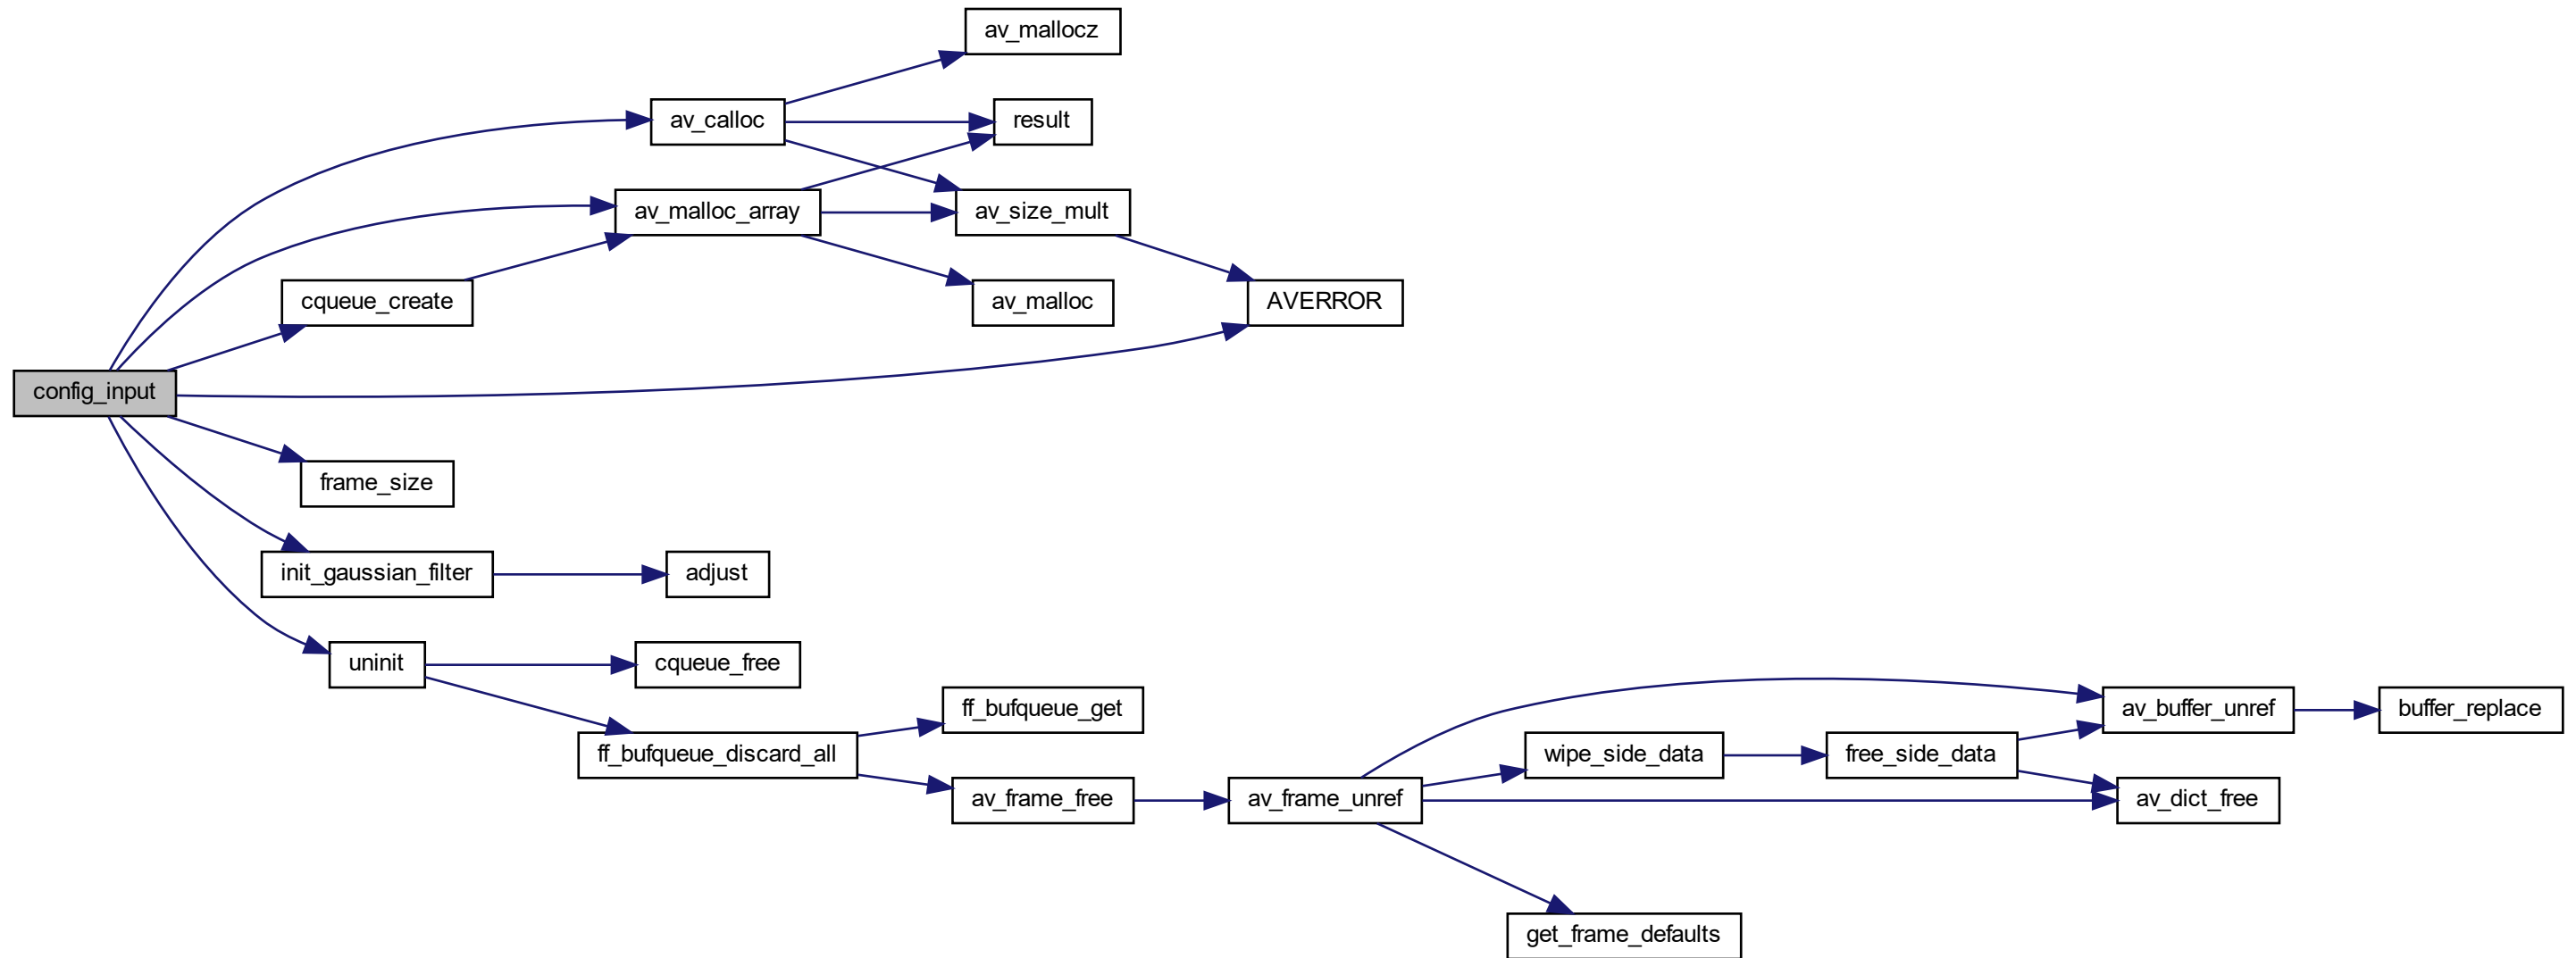 av_mallocz
av_calloc
result
av_malloc_array
av_size_mult
cqueue_create
av_malloc
AVERROR
config_input
frame_size
init_gaussian_filter
adjust
uninit
cqueue_free
ff_bufqueue_get
av_buffer_unref
buffer_replace
ff_bufqueue_discard_all
wipe_side_data
free_side_data
av_frame_free
av_frame_unref
av_dict_free
get_frame_defaults